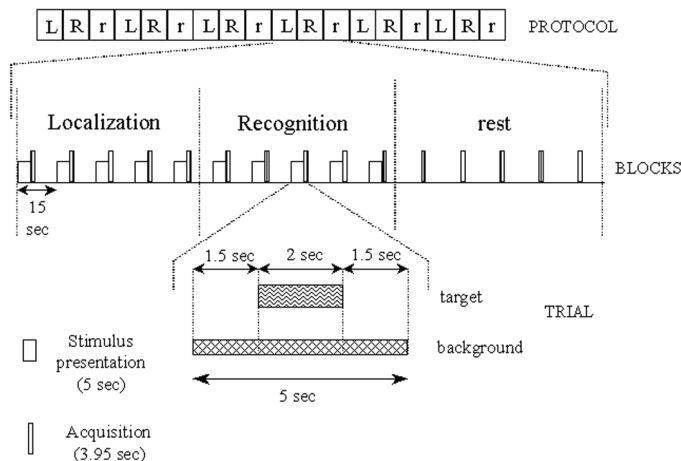 L R r L R r L R r L R r L R r L R r PROTOCOL
Localization Recognition rest
BLOCKS
15
sec
1.5 sec 2 sec 1.5 sec
target
TRIAL
background
Stimulus
presentation
(5 sec)
5 sec
Acquisition
(3.95 sec)